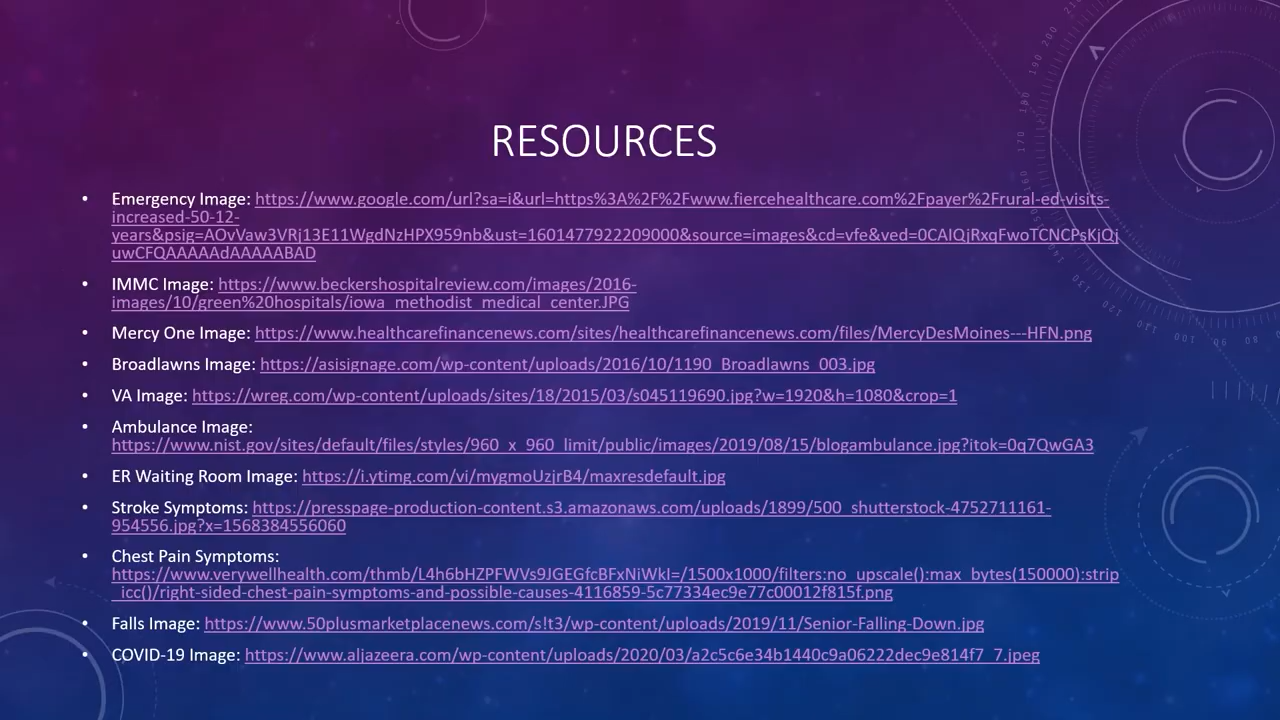 RESOURCES
• Emergency Image: https://www.google.com/url?sa=i&url=https%3A%2F%2Fwww.fiercehealthcare.com%2Fpayer%2Frural-ed-visits-
increased-50-12-
years&psig=AOvVaw3VRj13E11WgdNzHPX959nb&ust=1601477922209000&source=images&cd=vfe&ved=0CAIQjRxqFwoTCNCPsKjQj
uwCFQAAAAAdAAAAABAD
• IMMC Image: https://www.beckershospitalreview.com/images/2016-
images/10/green%20hospitals/iowa_methodist_medical_center.JPG
• Mercy One Image: https://www.healthcarefinancenews.com/sites/healthcarefinancenews.com/files/MercyDesMoines---HFN.png
• Broadlawns Image: https://asisignage.com/wp-content/uploads/2016/10/1190_Broadlawns_003.jpg
• VA Image: https://wreg.com/wp-content/uploads/sites/18/2015/03/s045119690.jpg?w=1920&h=1080&crop=1
• Ambulance Image:
https://www.nist.gov/sites/default/files/styles/960_x_960_limit/public/images/2019/08/15/blogambulance.jpg?itok=0q7QwGA3
• ER Waiting Room Image: https://i.ytimg.com/vi/mygmoUzjrB4/maxresdefault.jpg
• Stroke Symptoms: https://presspage-production-content.s3.amazonaws.com/uploads/1899/500_shutterstock-4752711161-
954556.jpg?x=1568384556060
• Chest Pain Symptoms:
https://www.verywellhealth.com/thmb/L4h6bHZPFWVs9JGEGfcBFxNiWkI=/1500x1000/filters:no_upscale():max_bytes(150000):strip
_icc()/right-sided-chest-pain-symptoms-and-possible-causes-4116859-5c77334ec9e77c00012f815f.png
• Falls Image: https://www.50plusmarketplacenews.com/s!t3/wp-content/uploads/2019/11/Senior-Falling-Down.jpg
• COVID-19 Image: https://www.aljazeera.com/wp-content/uploads/2020/03/a2c5c6e34b1440c9a06222dec9e814f7_7.jpeg